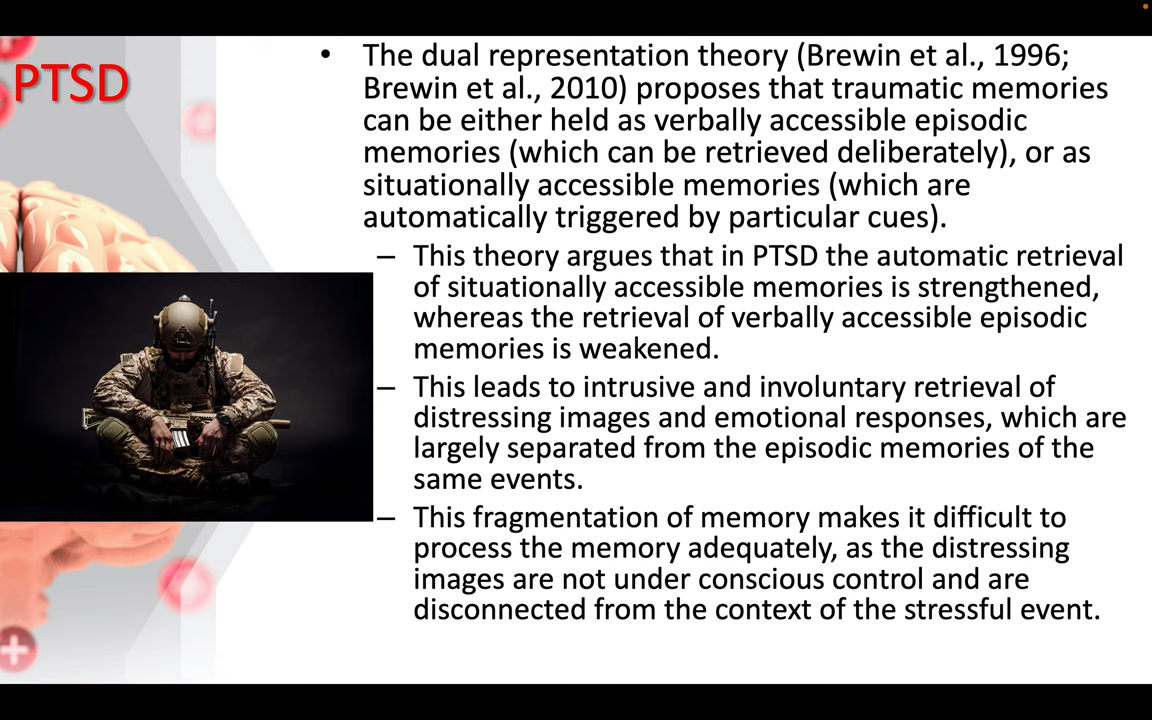 PTSD
• The dual representation theory (Brewin et al., 1996;
Brewin et al., 2010) proposes that traumatic memories
can be either held as verbally accessible episodic
memories (which can be retrieved deliberately), or as
situationally accessible memories (which are
automatically triggered by particular cues).
– This theory argues that in PTSD the automatic retrieval
of situationally accessible memories is strengthened,
whereas the retrieval of verbally accessible episodic
memories is weakened.
– This leads to intrusive and involuntary retrieval of
distressing images and emotional responses, which are
largely separated from the episodic memories of the
same events.
– This fragmentation of memory makes it difficult to
process the memory adequately, as the distressing
images are not under conscious control and are
disconnected from the context of the stressful event.